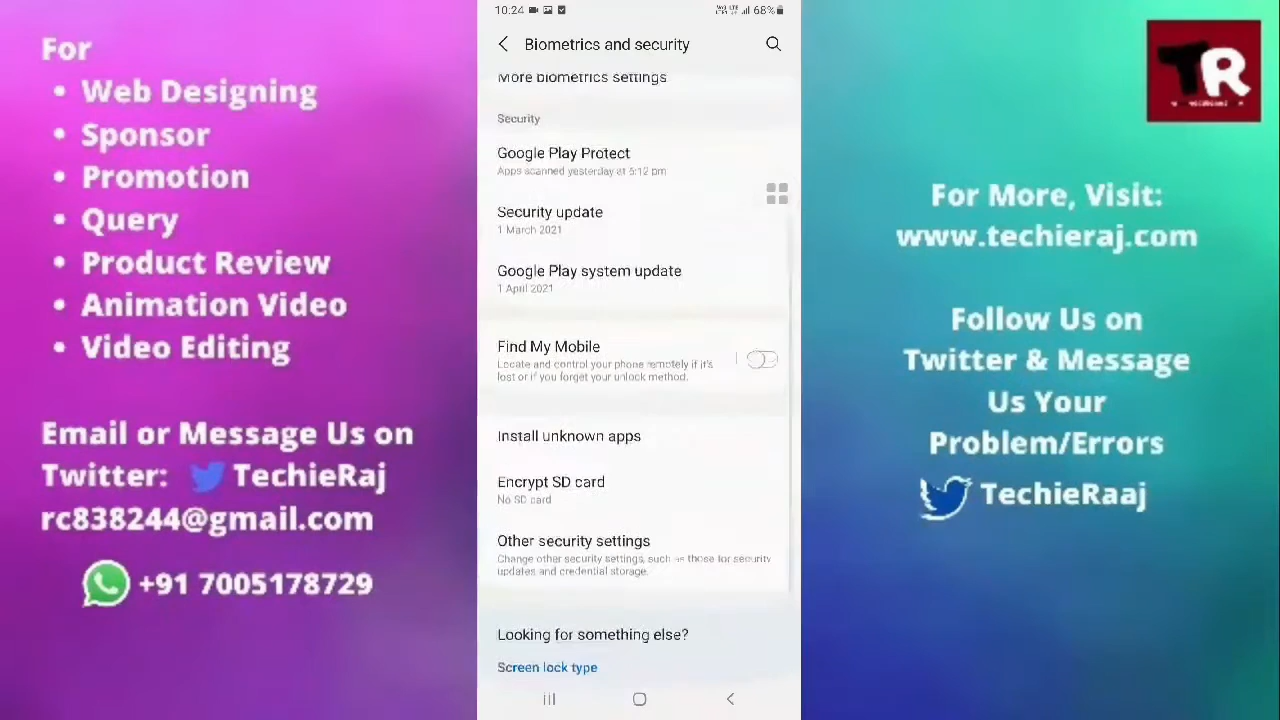 For
• Web Designing
• Sponsor
• Promotion
• Query
• Product Review
• Animation Video
• Video Editing
Email or Message Us on
Twitter: TechieRaj
rc838244@gmail.com
+91 7005178729
10.24
68%
Biometrics and security
More biometrics settings
Security
Google Play Protect
Apps scanned yesterday at 5:12 pm
Security update
1 March 2021
Google Play system update
1 April 2021
Find My Mobile
Locate and control your phone remotely if it's
lost or if you forget your unlock method.
Install unknown apps
Encrypt SD card
No SD card
Other security settings
Change other security settings, such as those for security
updates and credential storage.
Looking for something else?
Screen lock type
TR
For More, Visit:
www.techieraj.com
Follow Us on
Twitter & Message
Us Your
Problem/Errors
TechieRaaj